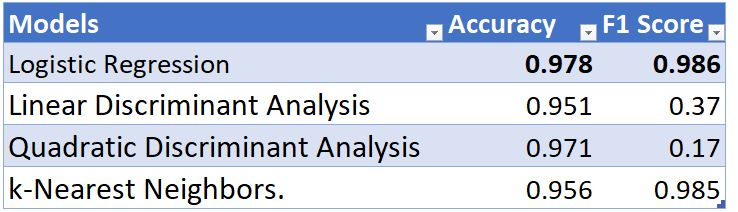 Models Accuracy F1 Score
Logistic Regression 0.978 0.986
Linear Discriminant Analysis 0.951 0.37
Quadratic Discriminant Analysis 0.971 0.17
k-Nearest Neighbors. 0.956 0.985